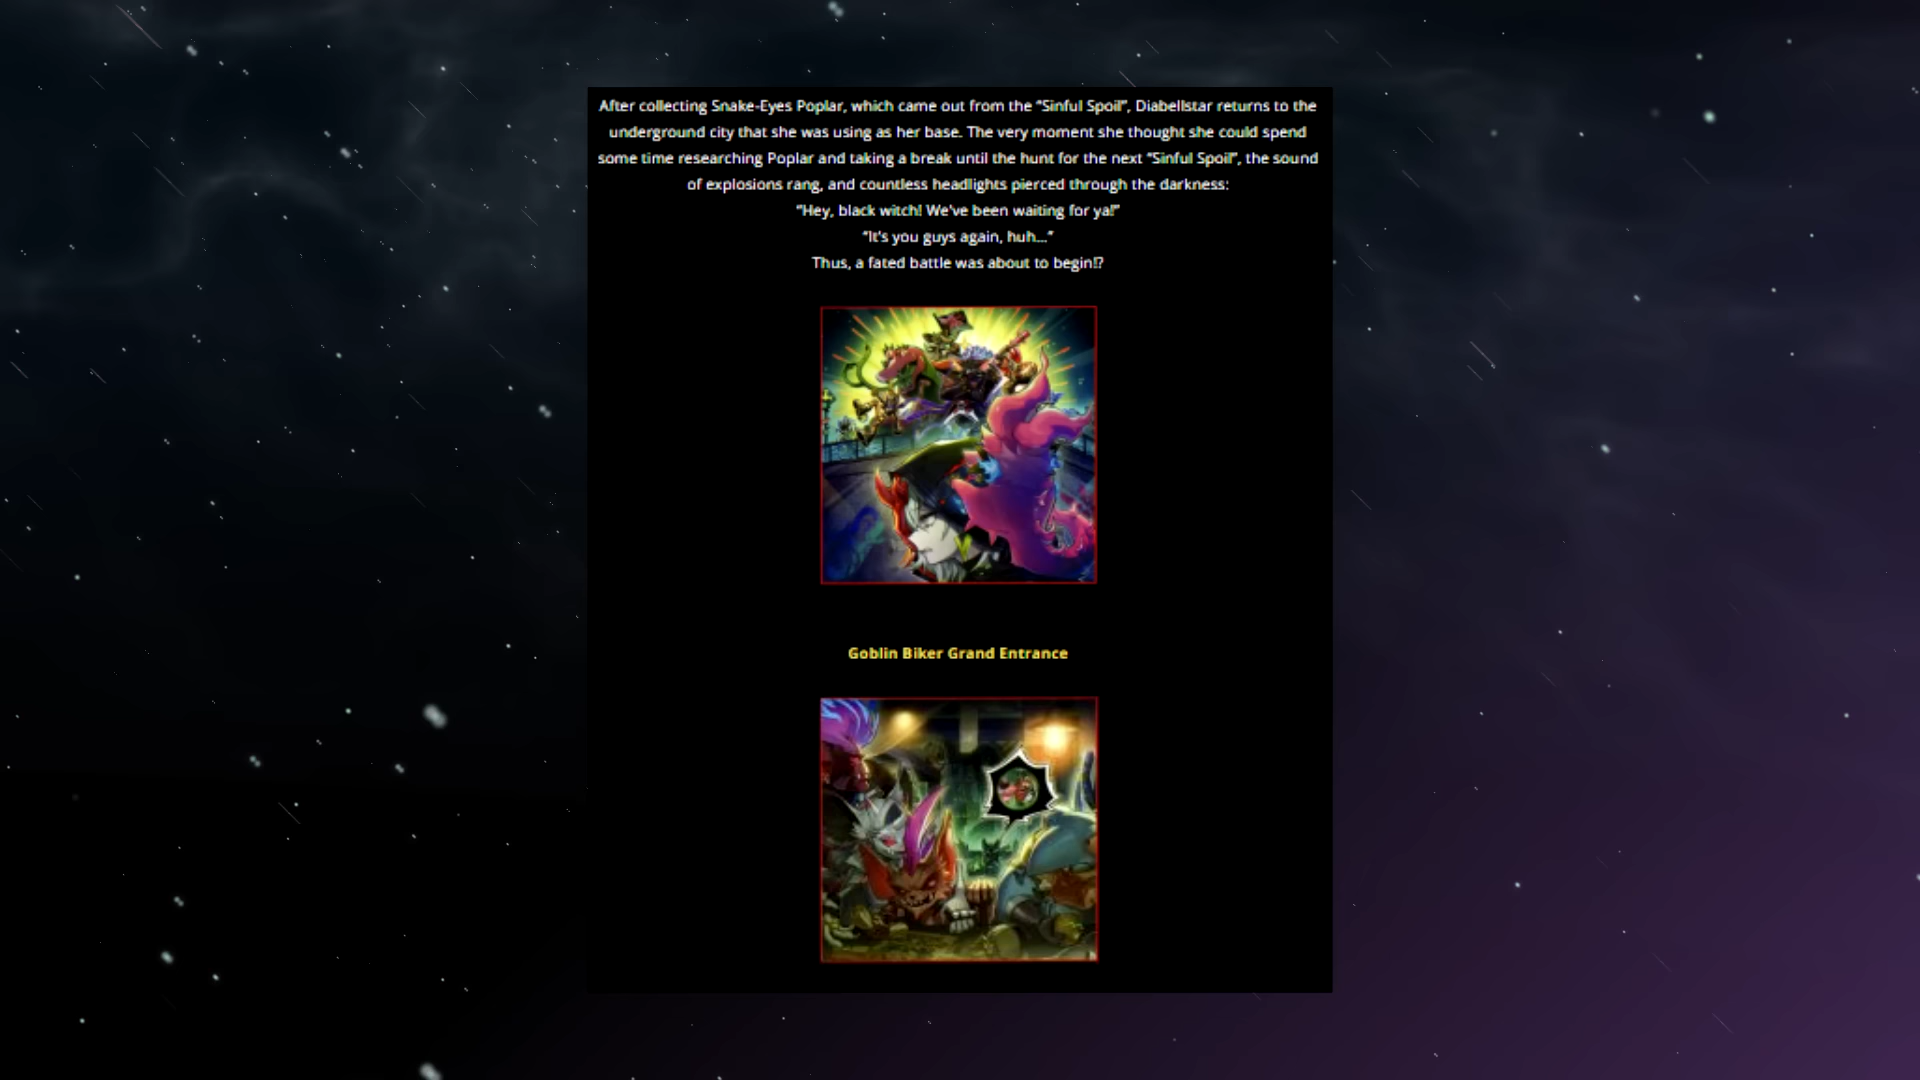 After collecting Snake-Eyes Poplar, which came out from the “Sinful Spoil”, Diabellstar returns to the
underground city that she was using as her base. The very moment she thought she could spend
some time researching Poplar and taking a break until the hunt for the next “Sinful Spoil”, the sound
of explosions rang, and countless headlights pierced through the darkness:
“Hey, black witch! We've been waiting for ya!”
“It's you guys again, huh...”
Thus, a fated battle was about to begin!?
Goblin Biker Grand Entrance